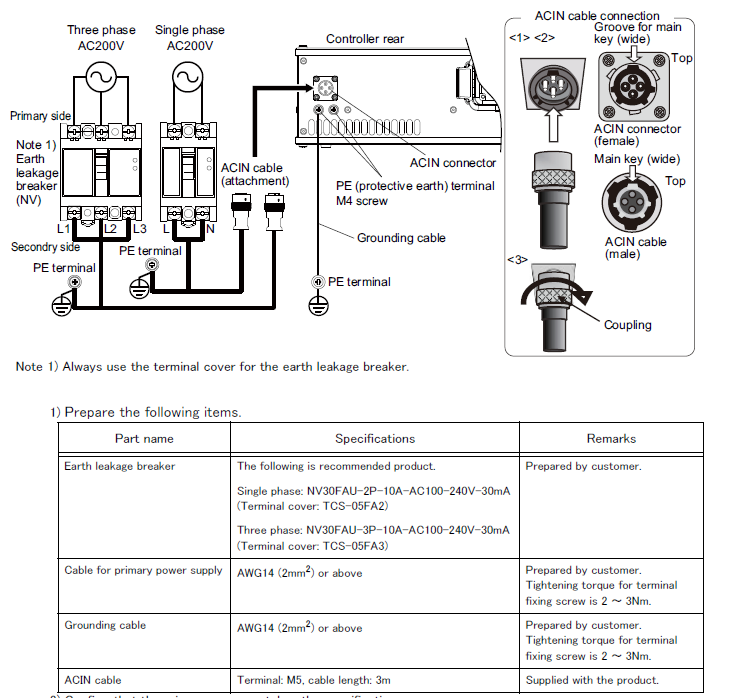 Three phase
AC200V
Single phase
AC200V
Controller rear
ACIN cable connection
<1> <2>
Groove for main
key (wide)
Top
Primary side
Note 1)
Earth
leakage
breaker
(NV)
ACIN cable
(attachment)
ACIN connector
PE (protective earth) terminal
M4 screw
ACIN connector
(female)
Main key (wide)
Top
L1 L2 L3 L N
Secondry side
PE terminal
PE terminal
Grounding cable
ACIN cable
(male)
<3>
PE terminal
Coupling
Note 1) Always use the terminal cover for the earth leakage breaker.
1) Prepare the following items.
Part name Specifications Remarks
Earth leakage breaker The following is recommended product. Prepared by customer.
Single phase: NV30FAU-2P-10A-AC100-240V-30mA
(Terminal cover: TCS-05FA2)
Three phase: NV30FAU-3P-10A-AC100-240V-30mA
(Terminal cover: TCS-05FA3)
Cable for primary power supply AWG14 (2mm²) or above Prepared by customer.
Tightening torque for terminal
fixing screw is 2 ~ 3Nm.
Grounding cable AWG14 (2mm²) or above Prepared by customer.
Tightening torque for terminal
fixing screw is 2 ~ 3Nm.
ACIN cable Terminal: M5, cable length: 3m Supplied with the product.